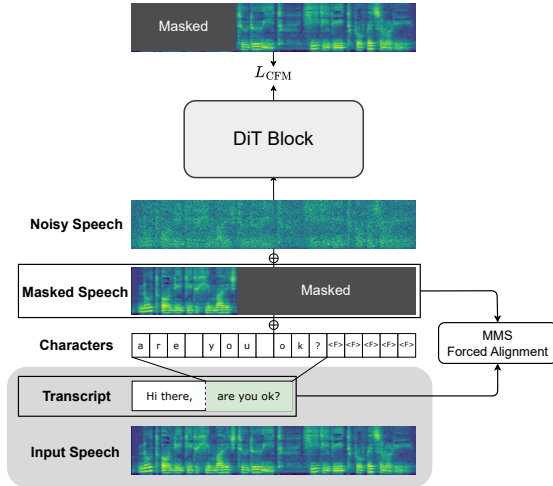 Masked
L_CFM
DiT Block
Noisy Speech
Masked Speech
Masked
Characters
a r e y o u o k ? <F> <F> <F> <F> <F>
MMS
Forced Alignment
Transcript
Hi there,
are you ok?
Input Speech